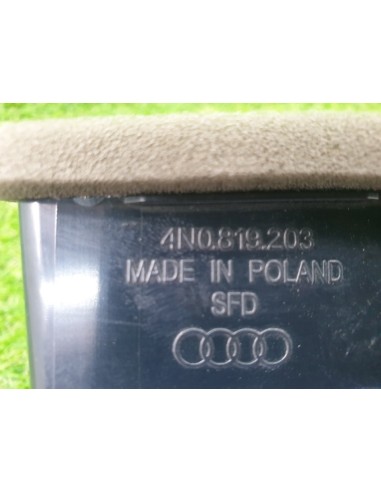 4N0.819.203
MADE IN POLAND
SFD